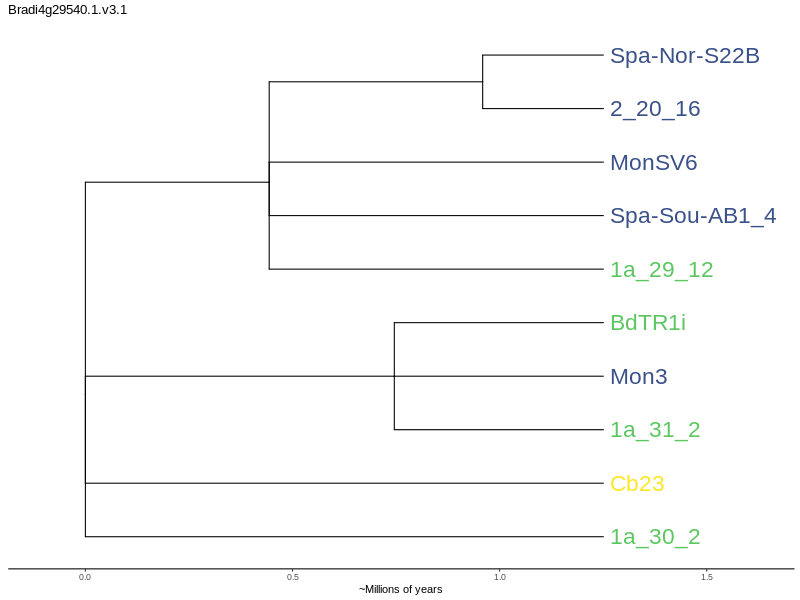 Bradi4g29540.1.v3.1
Spa-Nor-S22B
2_20_16
MonSV6
Spa-Sou-AB1_4
1a_29_12
BdTR1i
Mon3
1a_31_2
Cb23
1a_30_2
0.0 0.5 1.0 1.5
~Millions of years